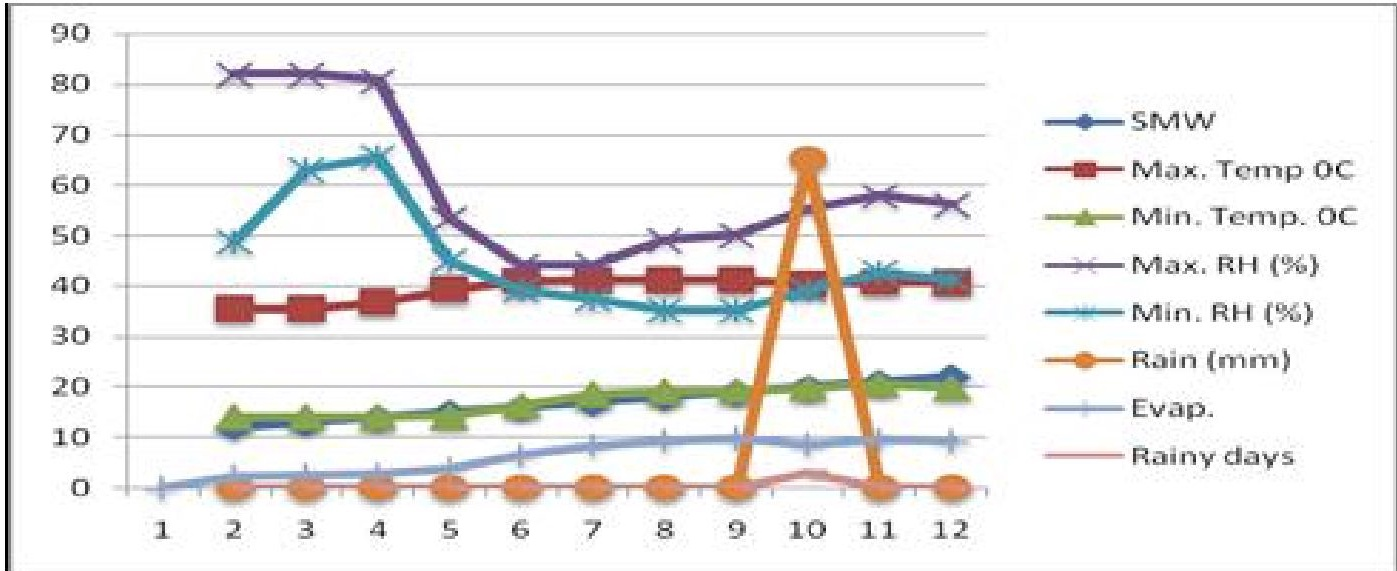 90
80
70
60
50
40
30
20
10
0
1 2 3 4 5 6 7 8 9 10 11 12
SMW
Max. Temp 0C
Min. Temp. 0C
Max. RH (%)
Min. RH (%)
Rain (mm)
Evap.
Rainy days